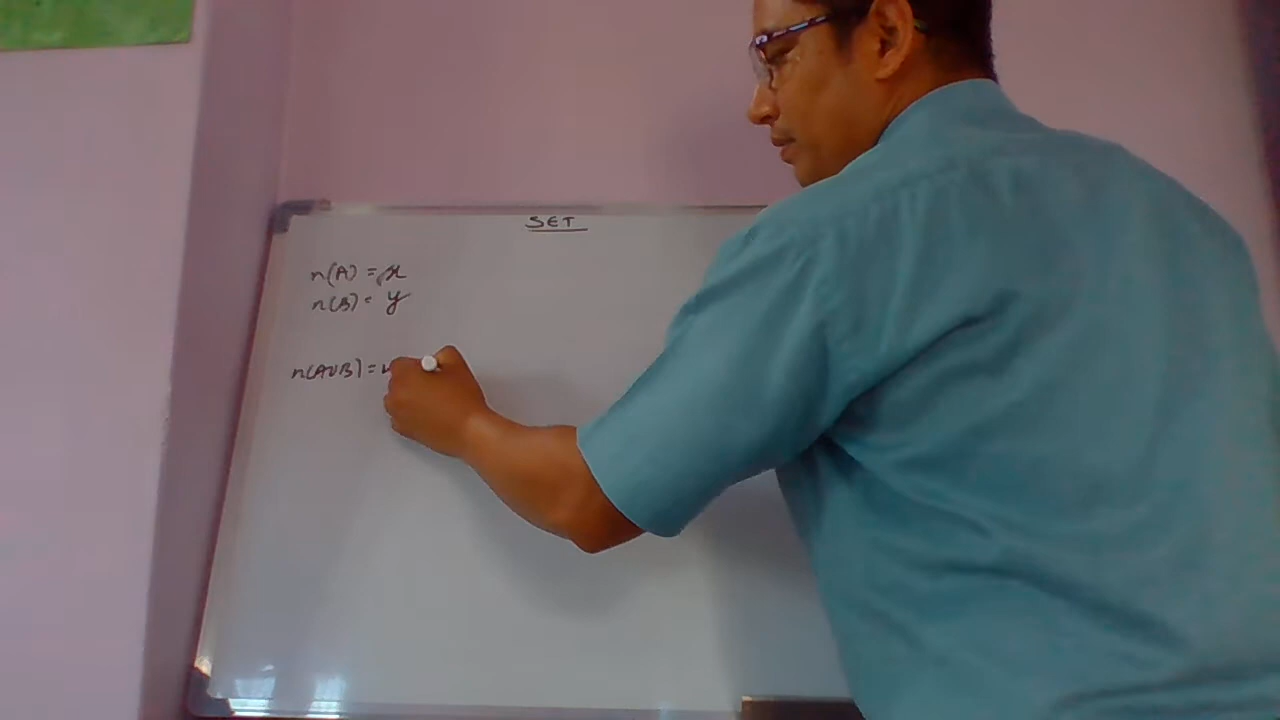 SET
n(A) = x
n(B) = y
n(A∪B) =